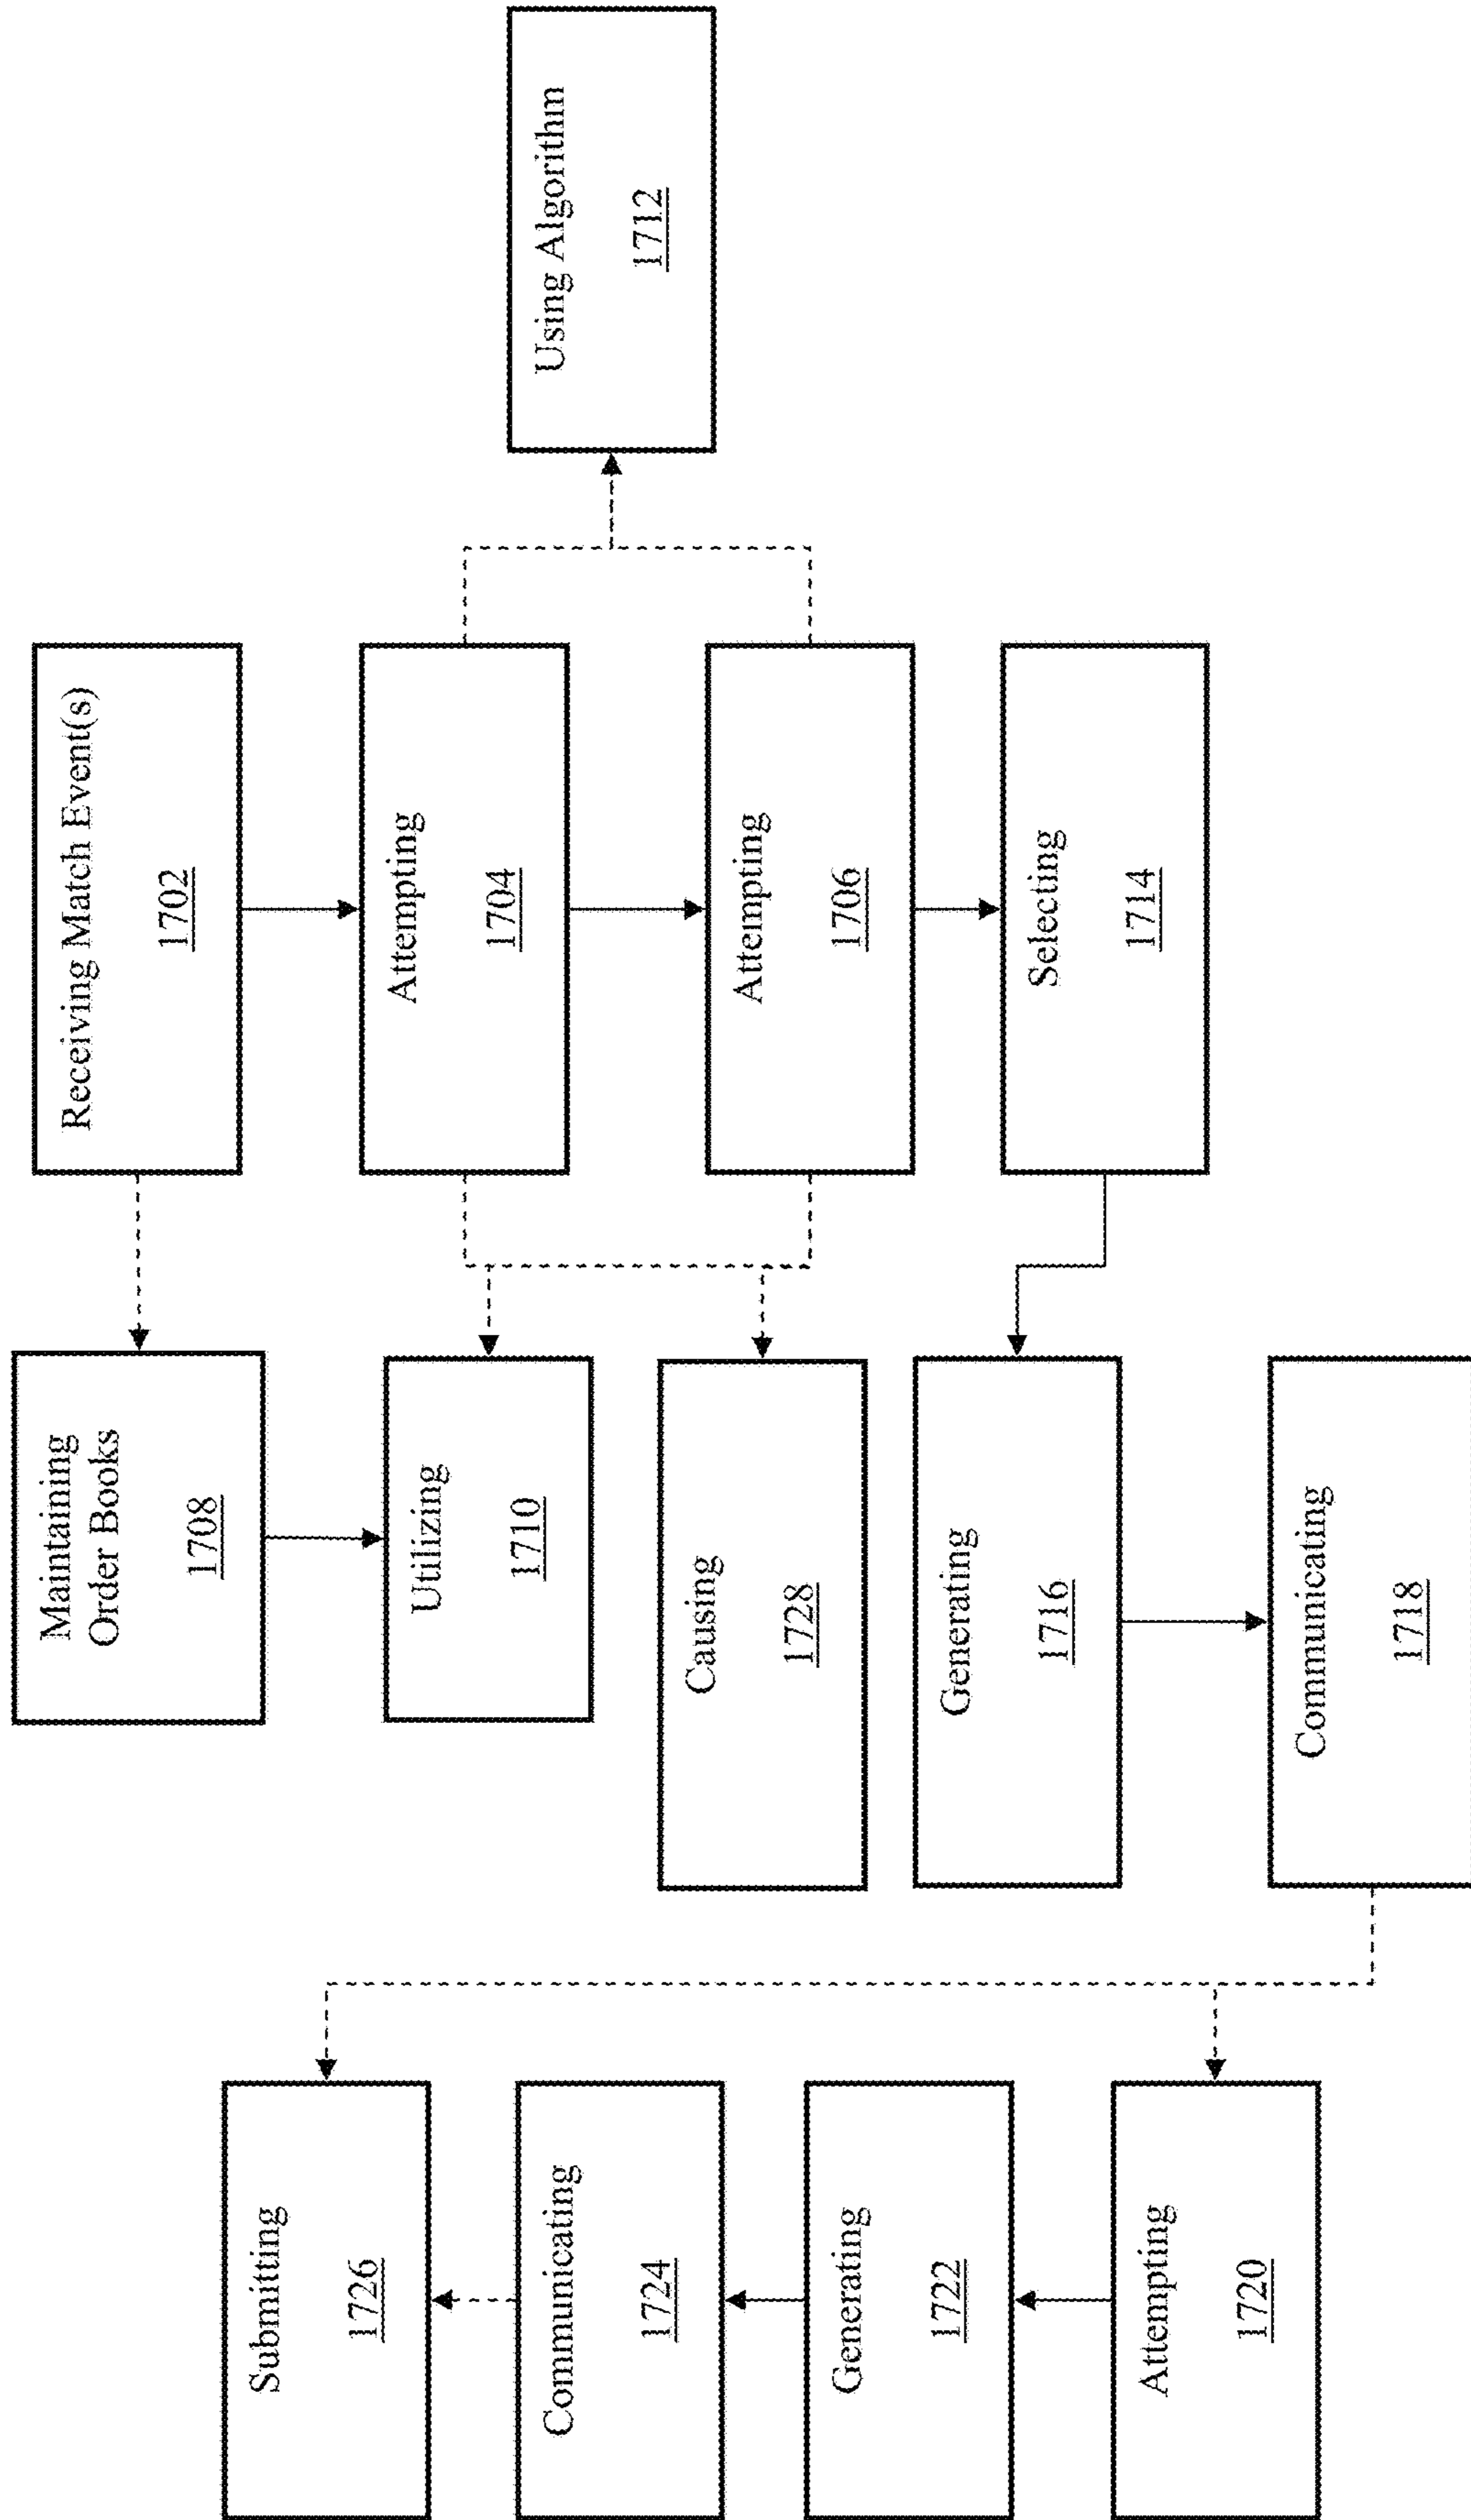 Submitting
1726
Communicating
1724
Generating
1722
Attempting
1720
Maintaining
Order Books
1708
Utilizing
1710
Causing
1728
Generating
1716
Communicating
1718
Receiving Match Event(s)
1702
Attempting
1704
Attempting
1706
Selecting
1714
Using Algorithm
1712